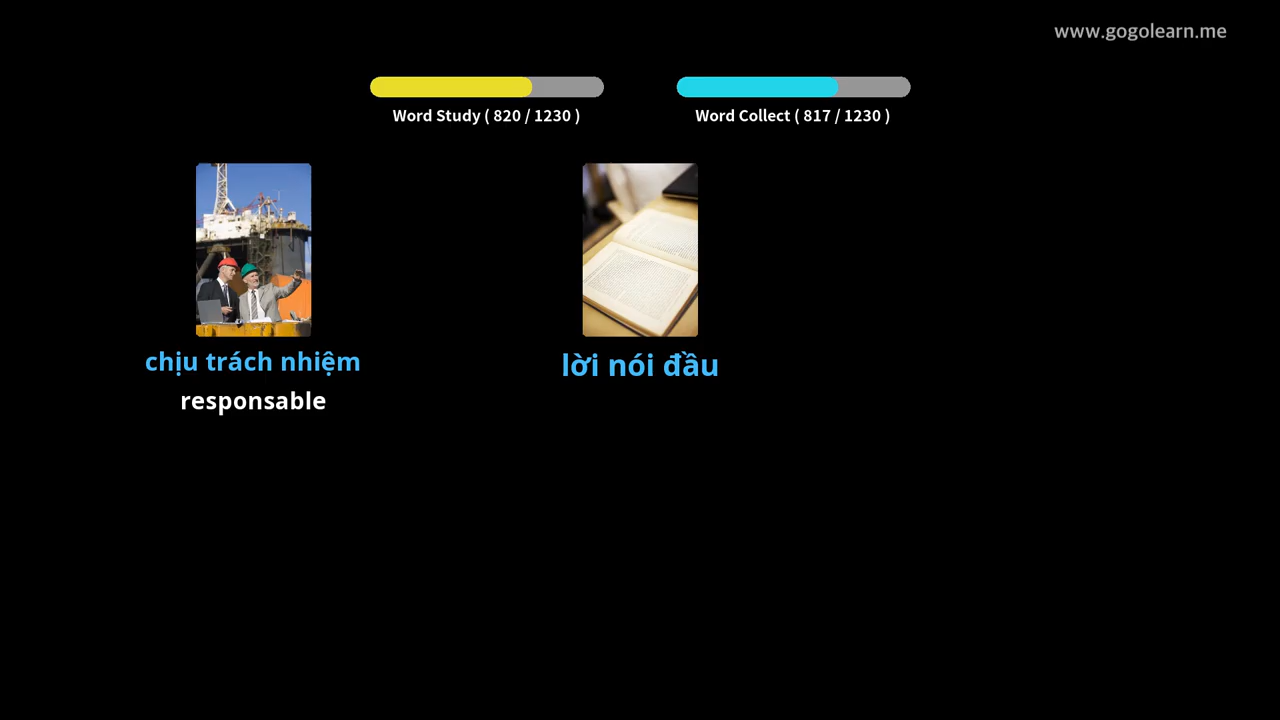 www.gogolearn.me
Word Study ( 820 / 1230 )
Word Collect ( 817 / 1230 )
chịu trách nhiệm
responsable
lời nói đầu